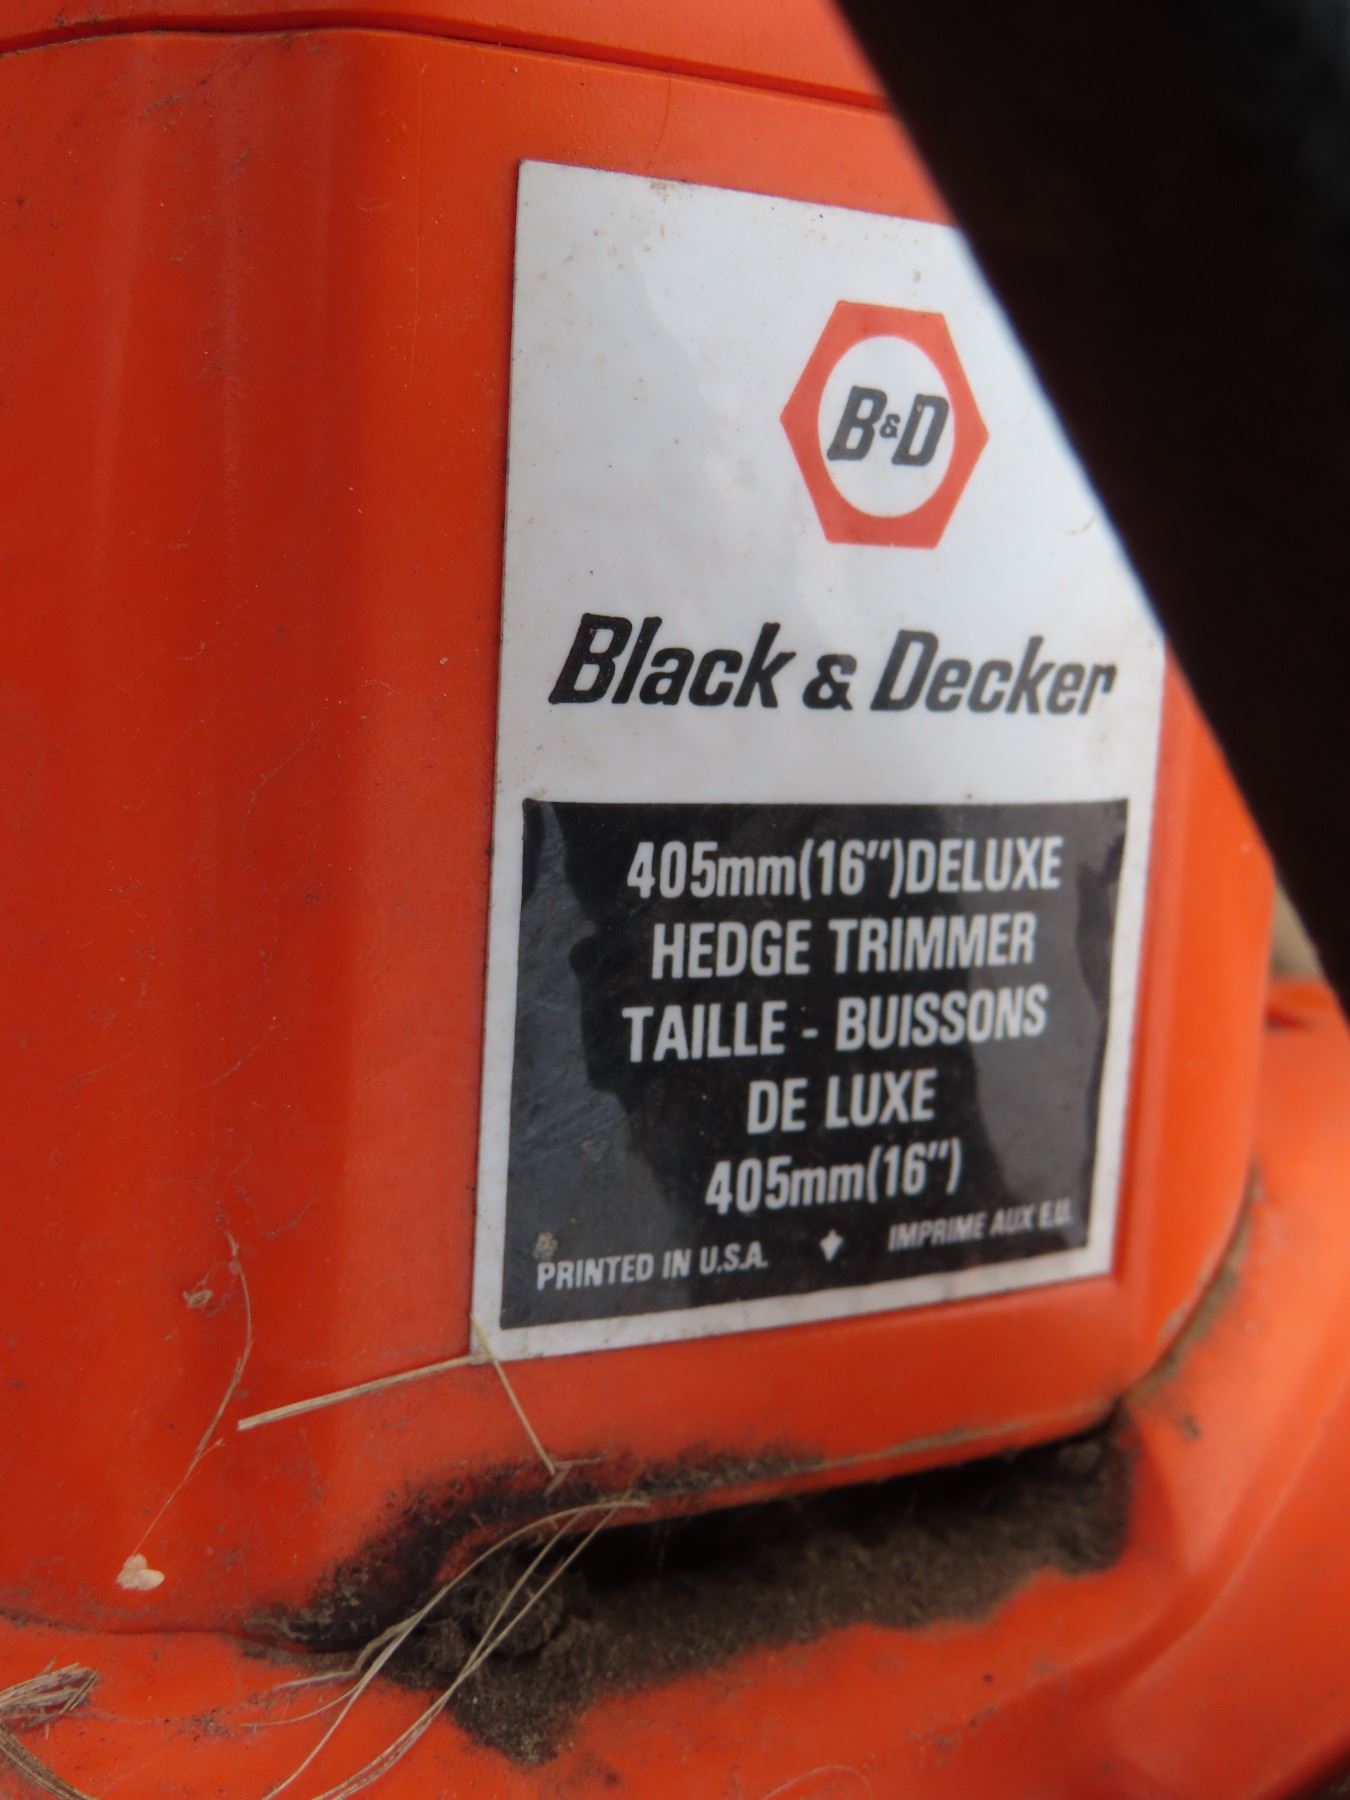 B&D
Black & Decker
405mm(16")DELUXE
HEDGE TRIMMER
TAILLE - BUISSONS
DE LUXE
405mm(16")
PRINTED IN U.S.A. IMPRIME AUX E.U.